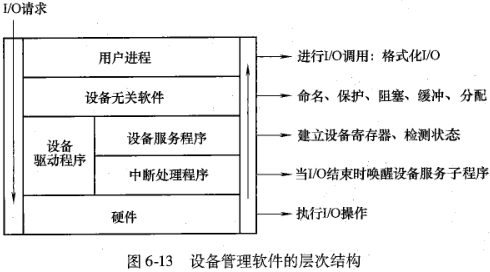 I/O请求
用户进程
进行I/O调用：格式化I/O
设备无关软件
命名、保护、阻塞、缓冲、分配
设备
驱动程序
设备服务程序
建立设备寄存器、检测状态
中断处理程序
当I/O结束时唤醒设备服务子程序
硬件
执行I/O操作
图 6-13 设备管理软件的层次结构